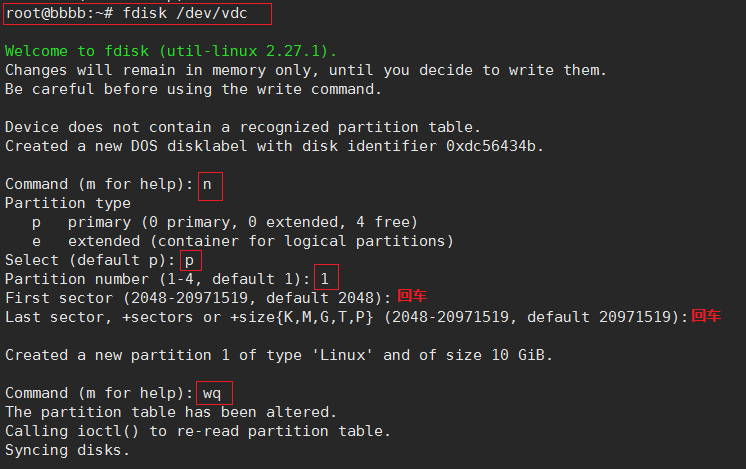 root@bbbb:~# fdisk /dev/vdc
Welcome to fdisk (util-linux 2.27.1).
Changes will remain in memory only, until you decide to write them.
Be careful before using the write command.
Device does not contain a recognized partition table.
Created a new DOS disklabel with disk identifier 0xdc56434b.
Command (m for help): n
Partition type
p   primary (0 primary, 0 extended, 4 free)
e   extended (container for logical partitions)
Select (default p): p
Partition number (1-4, default 1): 1
First sector (2048-20971519, default 2048): 回车
Last sector, +sectors or +size{K,M,G,T,P} (2048-20971519, default 20971519): 回车
Created a new partition 1 of type 'Linux' and of size 10 GiB.
Command (m for help): wq
The partition table has been altered.
Calling ioctl() to re-read partition table.
Syncing disks.